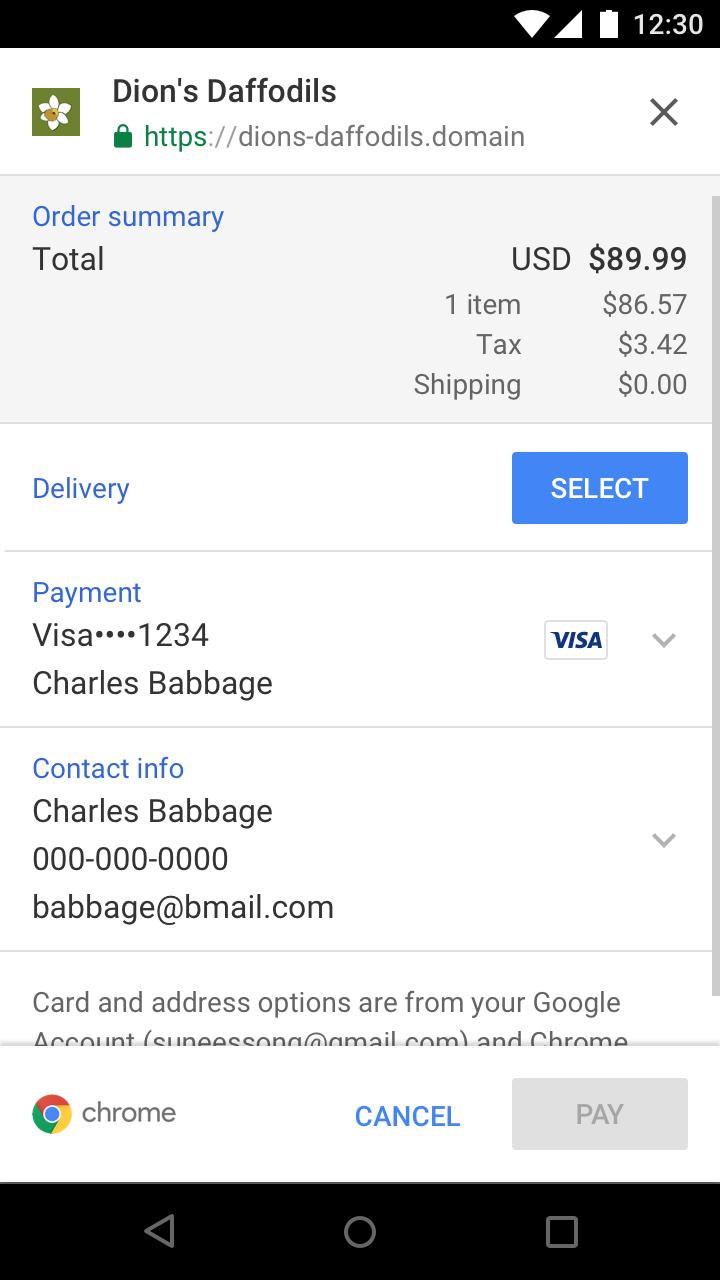 12:30
Dion's Daffodils
https://dions-daffodils.domain
Order summary
Total USD $89.99
1 item $86.57
Tax $3.42
Shipping $0.00
Delivery SELECT
Payment
Visa••••1234 VISA
Charles Babbage
Contact info
Charles Babbage
000-000-0000
babbage@bmail.com
Card and address options are from your Google
Account (suneessong@gmail.com) and Chrome
chrome CANCEL PAY